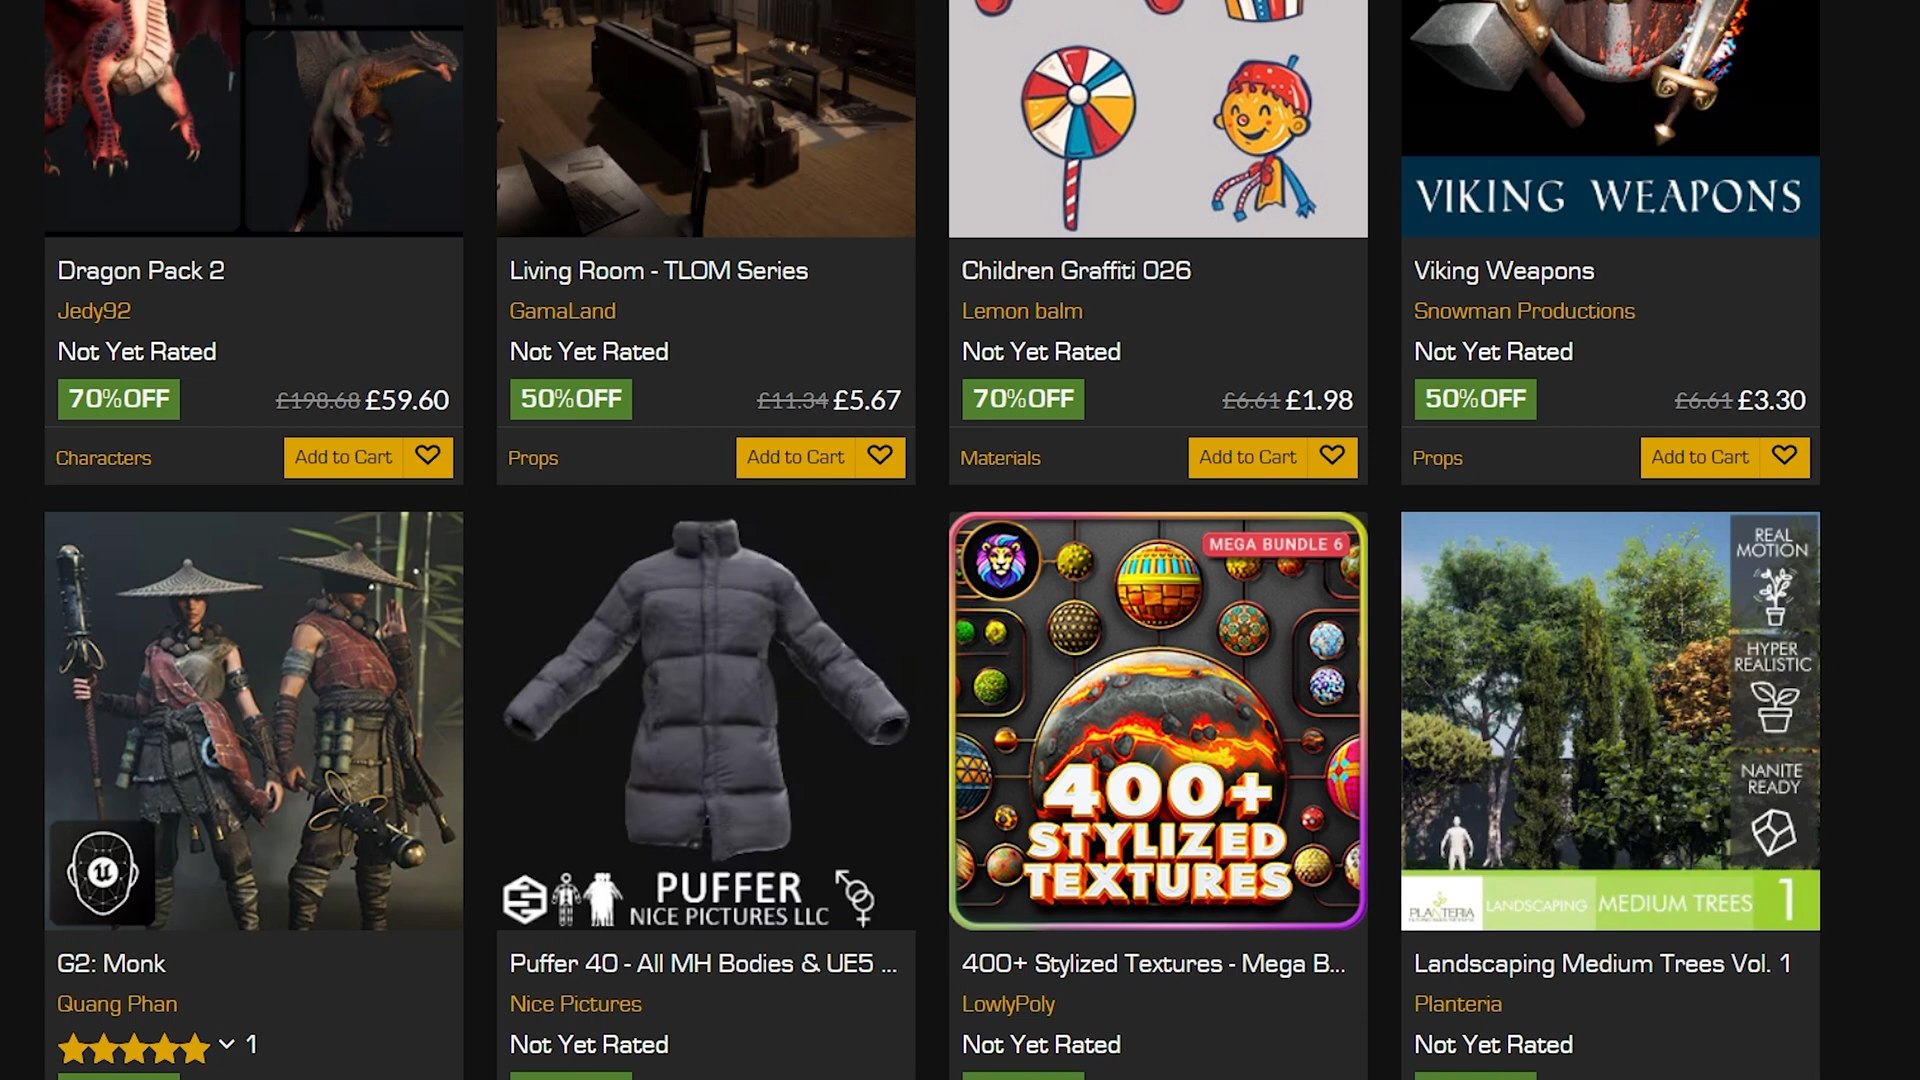 VIKING WEAPONS
Dragon Pack 2
Jedy92
Not Yet Rated
70%OFF £198.68 £59.60
Characters Add to Cart
Living Room - TLOM Series
GamaLand
Not Yet Rated
50%OFF £11.34 £5.67
Props Add to Cart
Children Graffiti 026
Lemon balm
Not Yet Rated
70%OFF £6.61 £1.98
Materials Add to Cart
Viking Weapons
Snowman Productions
Not Yet Rated
50%OFF £6.61 £3.30
Props Add to Cart
G2: Monk
Quang Phan
1
PUFFER
NICE PICTURES LLC
Puffer 40 - All MH Bodies & UE5 ...
Nice Pictures
Not Yet Rated
MEGA BUNDLE 6
400+
STYLIZED
TEXTURES
400+ Stylized Textures - Mega B...
LowlyPoly
Not Yet Rated
REAL
MOTION
HYPER
REALISTIC
NANITE
READY
PLANTERIA LANDSCAPING MEDIUM TREES 1
Landscaping Medium Trees Vol. 1
Planteria
Not Yet Rated